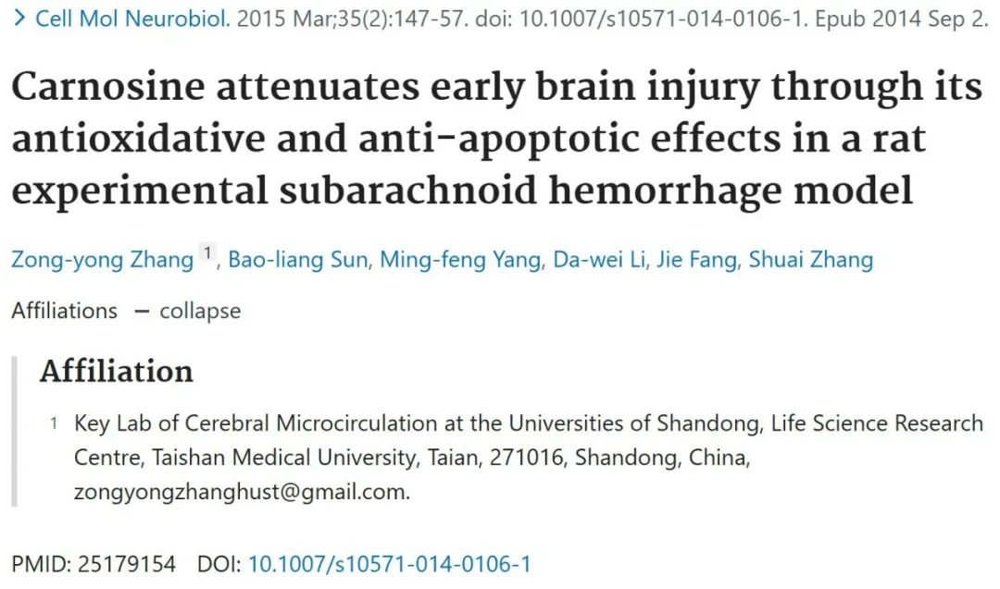 > Cell Mol Neurobiol. 2015 Mar;35(2):147-57. doi: 10.1007/s10571-014-0106-1. Epub 2014 Sep 2.
Carnosine attenuates early brain injury through its
antioxidative and anti-apoptotic effects in a rat
experimental subarachnoid hemorrhage model
Zong-yong Zhang 1, Bao-liang Sun, Ming-feng Yang, Da-wei Li, Jie Fang, Shuai Zhang
Affiliations — collapse
Affiliation
1 Key Lab of Cerebral Microcirculation at the Universities of Shandong, Life Science Research
Centre, Taishan Medical University, Taian, 271016, Shandong, China,
zongyongzhanghust@gmail.com.
PMID: 25179154 DOI: 10.1007/s10571-014-0106-1